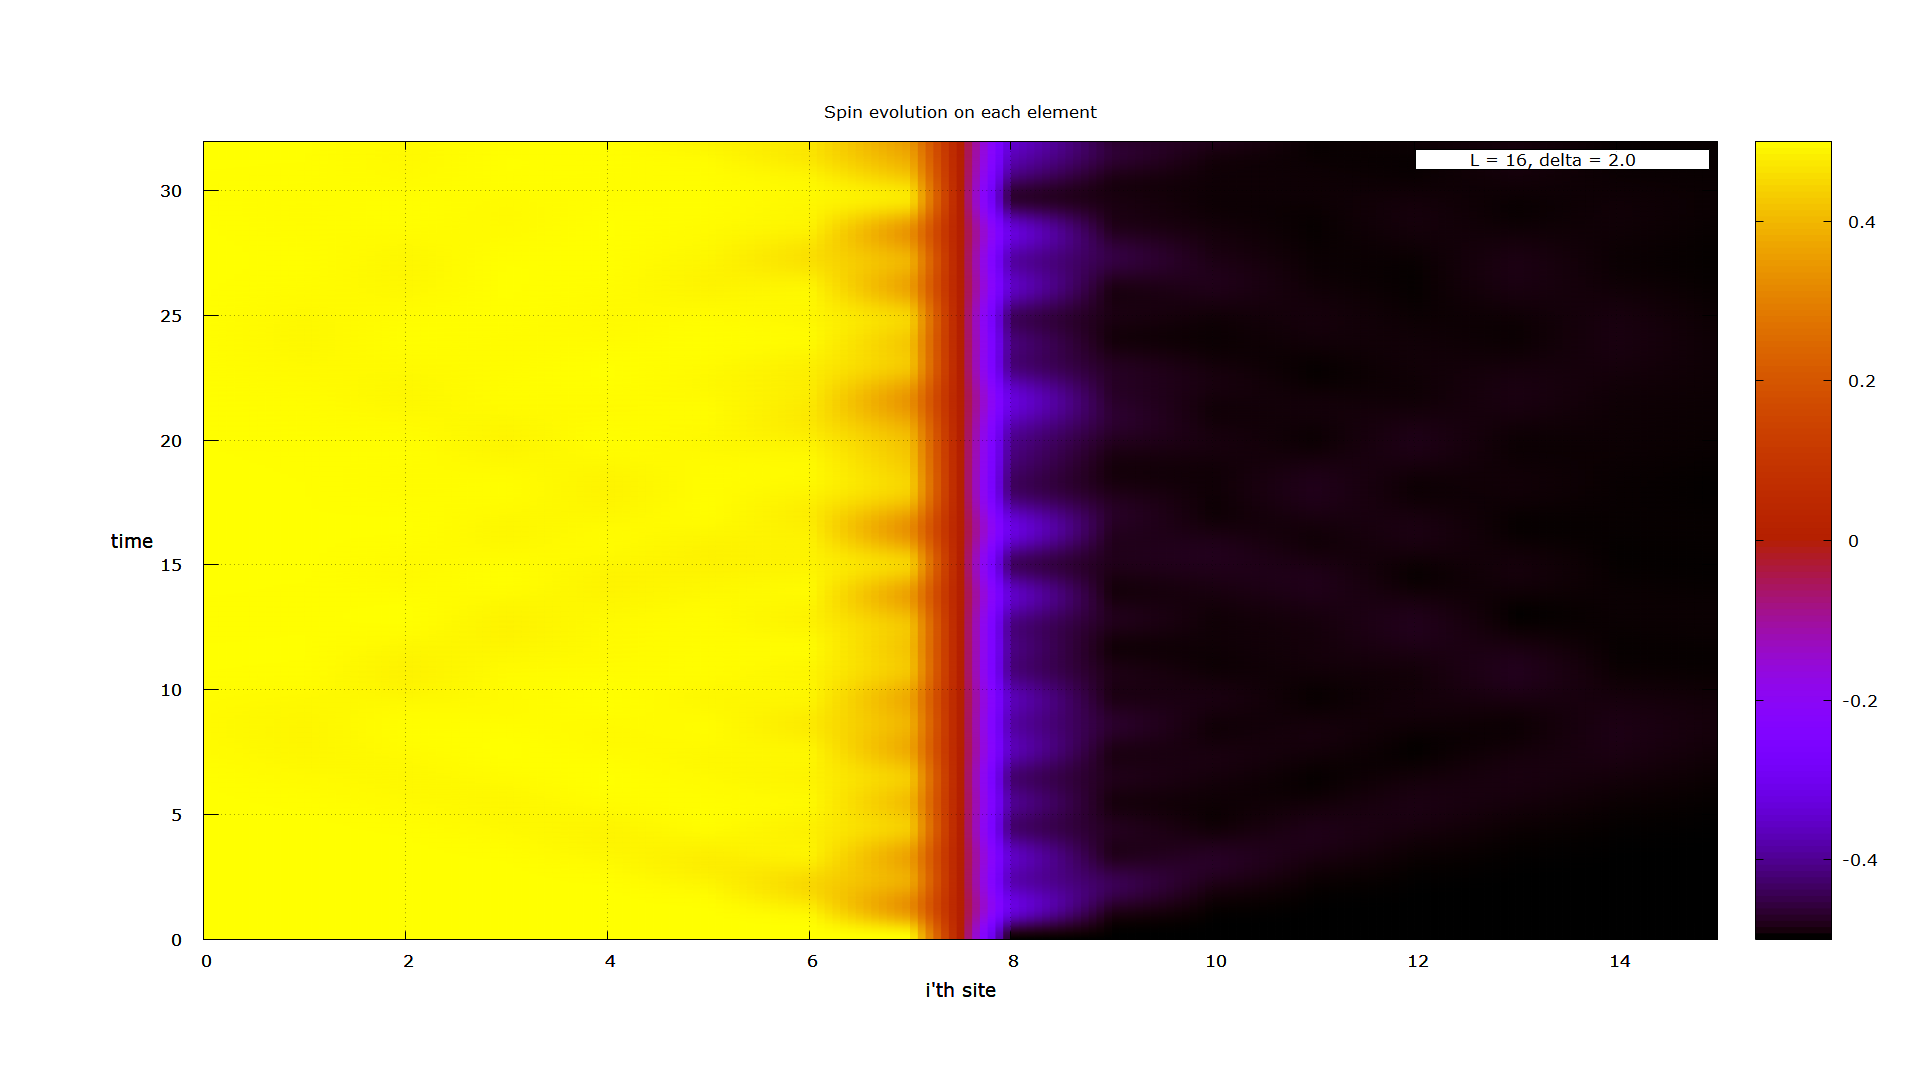 Spin evolution on each element
L = 16, delta = 2.0
30
25
20
15
10
5
0
time
0 2 4 6 8 10 12 14
i'th site
0.4
0.2
0
-0.2
-0.4